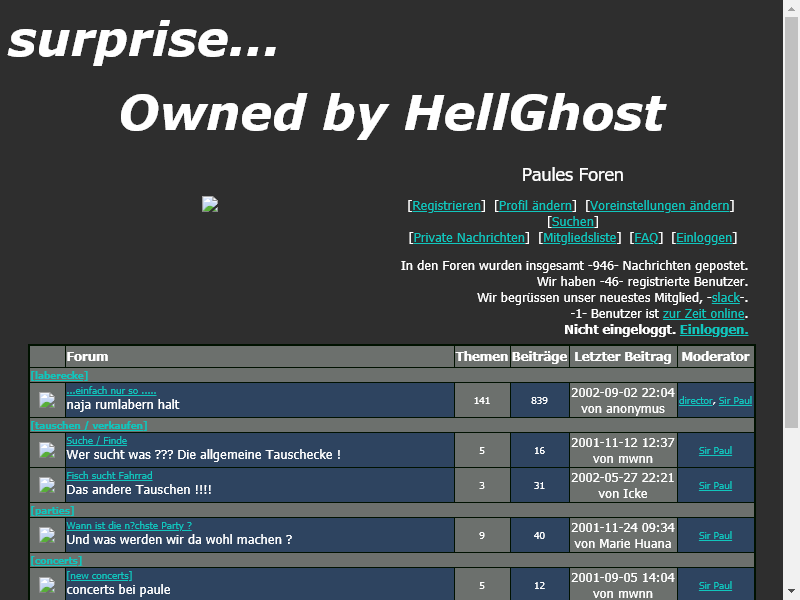 surprise...
Owned by HellGhost
Paules Foren
[Registrieren] [Profil ändern] [Voreinstellungen ändern]
[Suchen]
[Private Nachrichten] [Mitgliedsliste] [FAQ] [Einloggen]
In den Foren wurden insgesamt -946- Nachrichten gepostet.
Wir haben -46- registrierte Benutzer.
Wir begrüssen unser neuestes Mitglied, -slack-.
-1- Benutzer ist zur Zeit online.
Nicht eingeloggt. Einloggen.
Forum Themen Beiträge Letzter Beitrag Moderator
[laberecke]
...einfach nur so .....
naja rumlabern halt
141 839 2002-09-02 22:04
von anonymus
director, Sir Paul
[tauschen / verkaufen]
Suche / Finde
Wer sucht was ??? Die allgemeine Tauschecke !
5 16 2001-11-12 12:37
von mwnn
Sir Paul
Fisch sucht Fahrrad
Das andere Tauschen !!!!
3 31 2002-05-27 22:21
von Icke
Sir Paul
[parties]
Wann ist die n?chste Party ?
Und was werden wir da wohl machen ?
9 40 2001-11-24 09:34
von Marie Huana
Sir Paul
[concerts]
[new concerts]
concerts bei paule
5 12 2001-09-05 14:04
von mwnn
Sir Paul